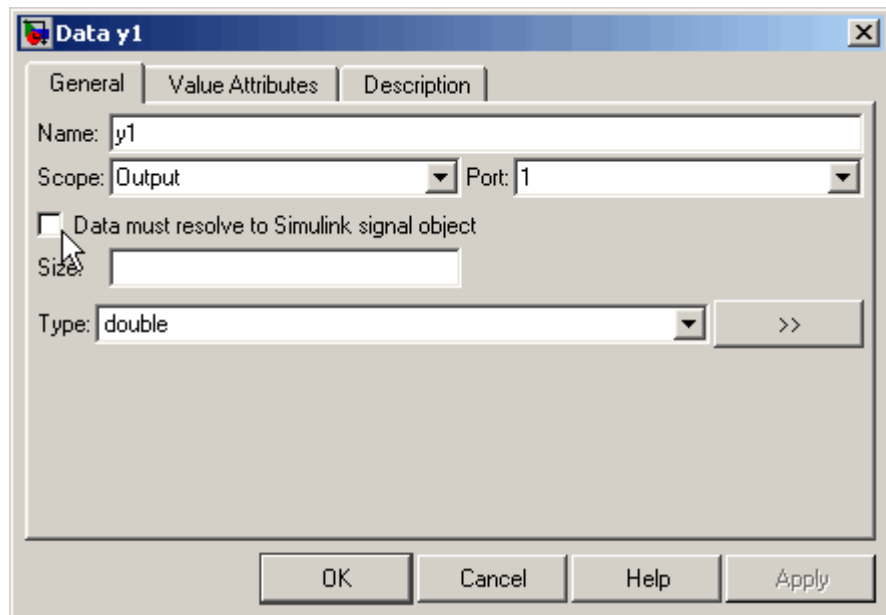 Data y1
General Value Attributes Description
Name: y1
Scope: Output Port: 1
Data must resolve to Simulink signal object
Size:
Type: double >>
OK Cancel Help Apply